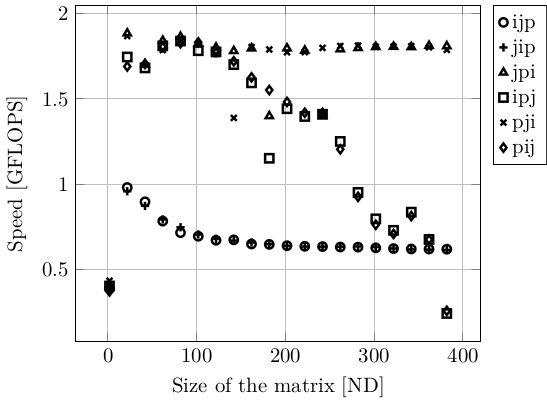 2
1.5
1
0.5
0
100
200
300
400
Speed [GFLOPS]
Size of the matrix [ND]
ijp
jip
jpi
ipj
pji
pij